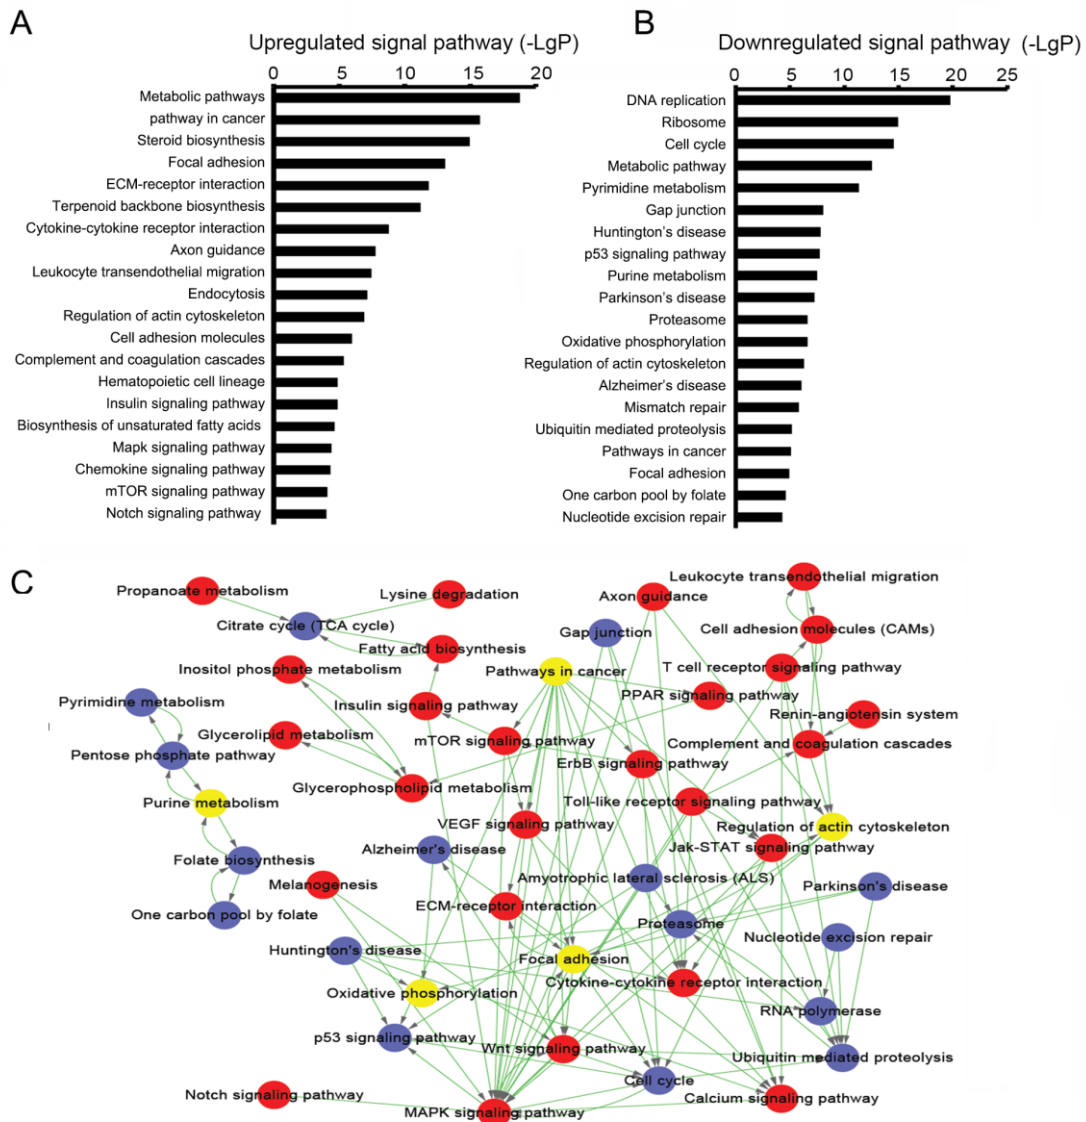 A
Upregulated signal pathway (-LgP)
0 5 10 15 20
Metabolic pathways
pathway in cancer
Steroid biosynthesis
Focal adhesion
ECM-receptor interaction
Terpenoid backbone biosynthesis
Cytokine-cytokine receptor interaction
Axon guidance
Leukocyte transendothelial migration
Endocytosis
Regulation of actin cytoskeleton
Cell adhesion molecules
Complement and coagulation cascades
Hematopoietic cell lineage
Insulin signaling pathway
Biosynthesis of unsaturated fatty acids
Mapk signaling pathway
Chemokine signaling pathway
mTOR signaling pathway
Notch signaling pathway
B
Downregulated signal pathway (-LgP)
0 5 10 15 20 25
DNA replication
Ribosome
Cell cycle
Metabolic pathway
Pyrimidine metabolism
Gap junction
Huntington's disease
p53 signaling pathway
Purine metabolism
Parkinson's disease
Proteasome
Oxidative phosphorylation
Regulation of actin cytoskeleton
Alzheimer's disease
Mismatch repair
Ubiquitin mediated proteolysis
Pathways in cancer
Focal adhesion
One carbon pool by folate
Nucleotide excision repair
C
Leukocyte transendothelial migration
Propanoate metabolism
Lysine degradation
Axon guidance
Citrate cycle (TCA cycle)
Gap junction
Cell adhesion molecules (CAMs)
Fatty acid biosynthesis
Inositol phosphate metabolism
Pathways in cancer
T cell receptor signaling pathway
PPAR signaling pathway
Pyrimidine metabolism
Insulin signaling pathway
Renin-angiotensin system
Glycerolipid metabolism
mTOR signaling pathway
Complement and coagulation cascades
Pentose phosphate pathway
ErbB signaling pathway
Glycerophospholipid metabolism
Purine metabolism
Toll-like receptor signaling pathway
VEGF signaling pathway
Regulation of actin cytoskeleton
Alzheimer's disease
Jak-STAT signaling pathway
Folate biosynthesis
Amyotrophic lateral sclerosis (ALS)
Melanogenesis
Parkinson's disease
ECM-receptor interaction
One carbon pool by folate
Proteasome
Nucleotide excision repair
Huntington's disease
Focal adhesion
Cytokine-cytokine receptor interaction
Oxidative phosphorylation
RNA polymerase
p53 signaling pathway
Wnt signaling pathway
Ubiquitin mediated proteolysis
Cell cycle
Notch signaling pathway
Calcium signaling pathway
MAPK signaling pathway